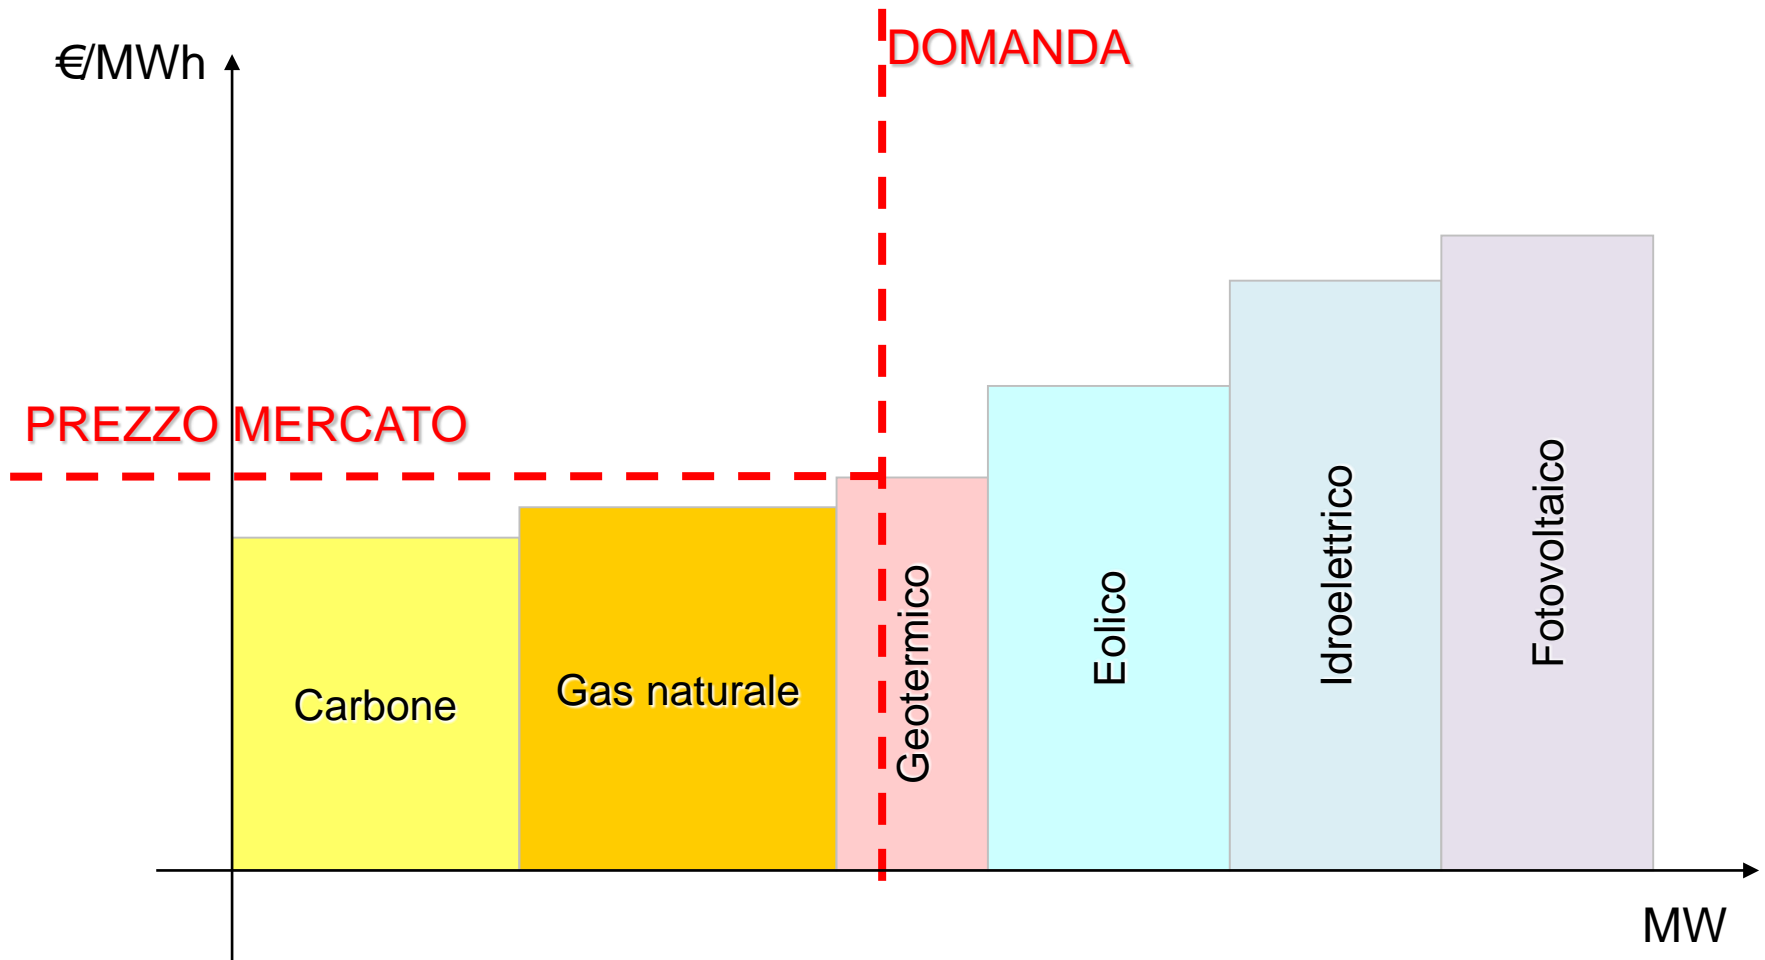 €/MWh
DOMANDA
PREZZO MERCATO
Carbone
Gas naturale
Geotermico
Eolico
Idroelettrico
Fotovoltaico
MW